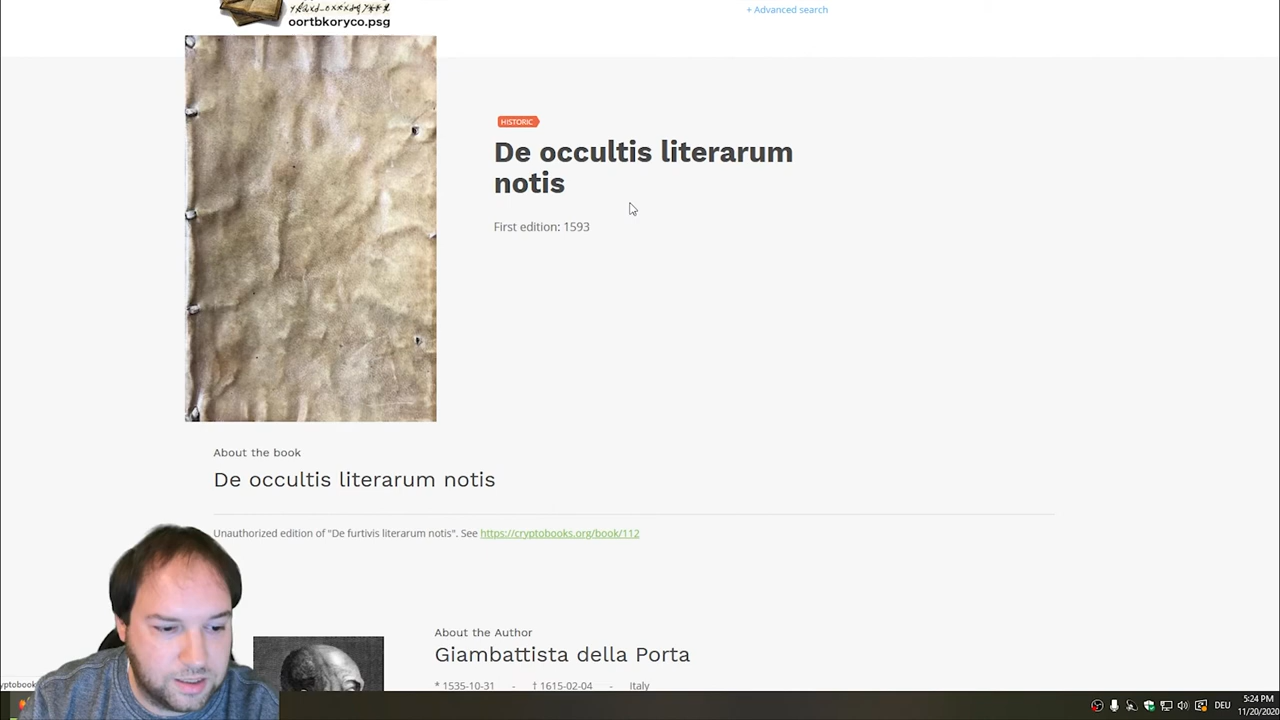 oortbkoryco.psg
+ Advanced search
HISTORIC
De occultis literarum
notis
First edition: 1593
About the book
De occultis literarum notis
Unauthorized edition of "De furtivis literarum notis". See https://cryptobooks.org/book/112
About the Author
Giambattista della Porta
* 1535-10-31 - † 1615-02-04 - Italy
yptobook
DEU
5:24 PM
11/20/2020